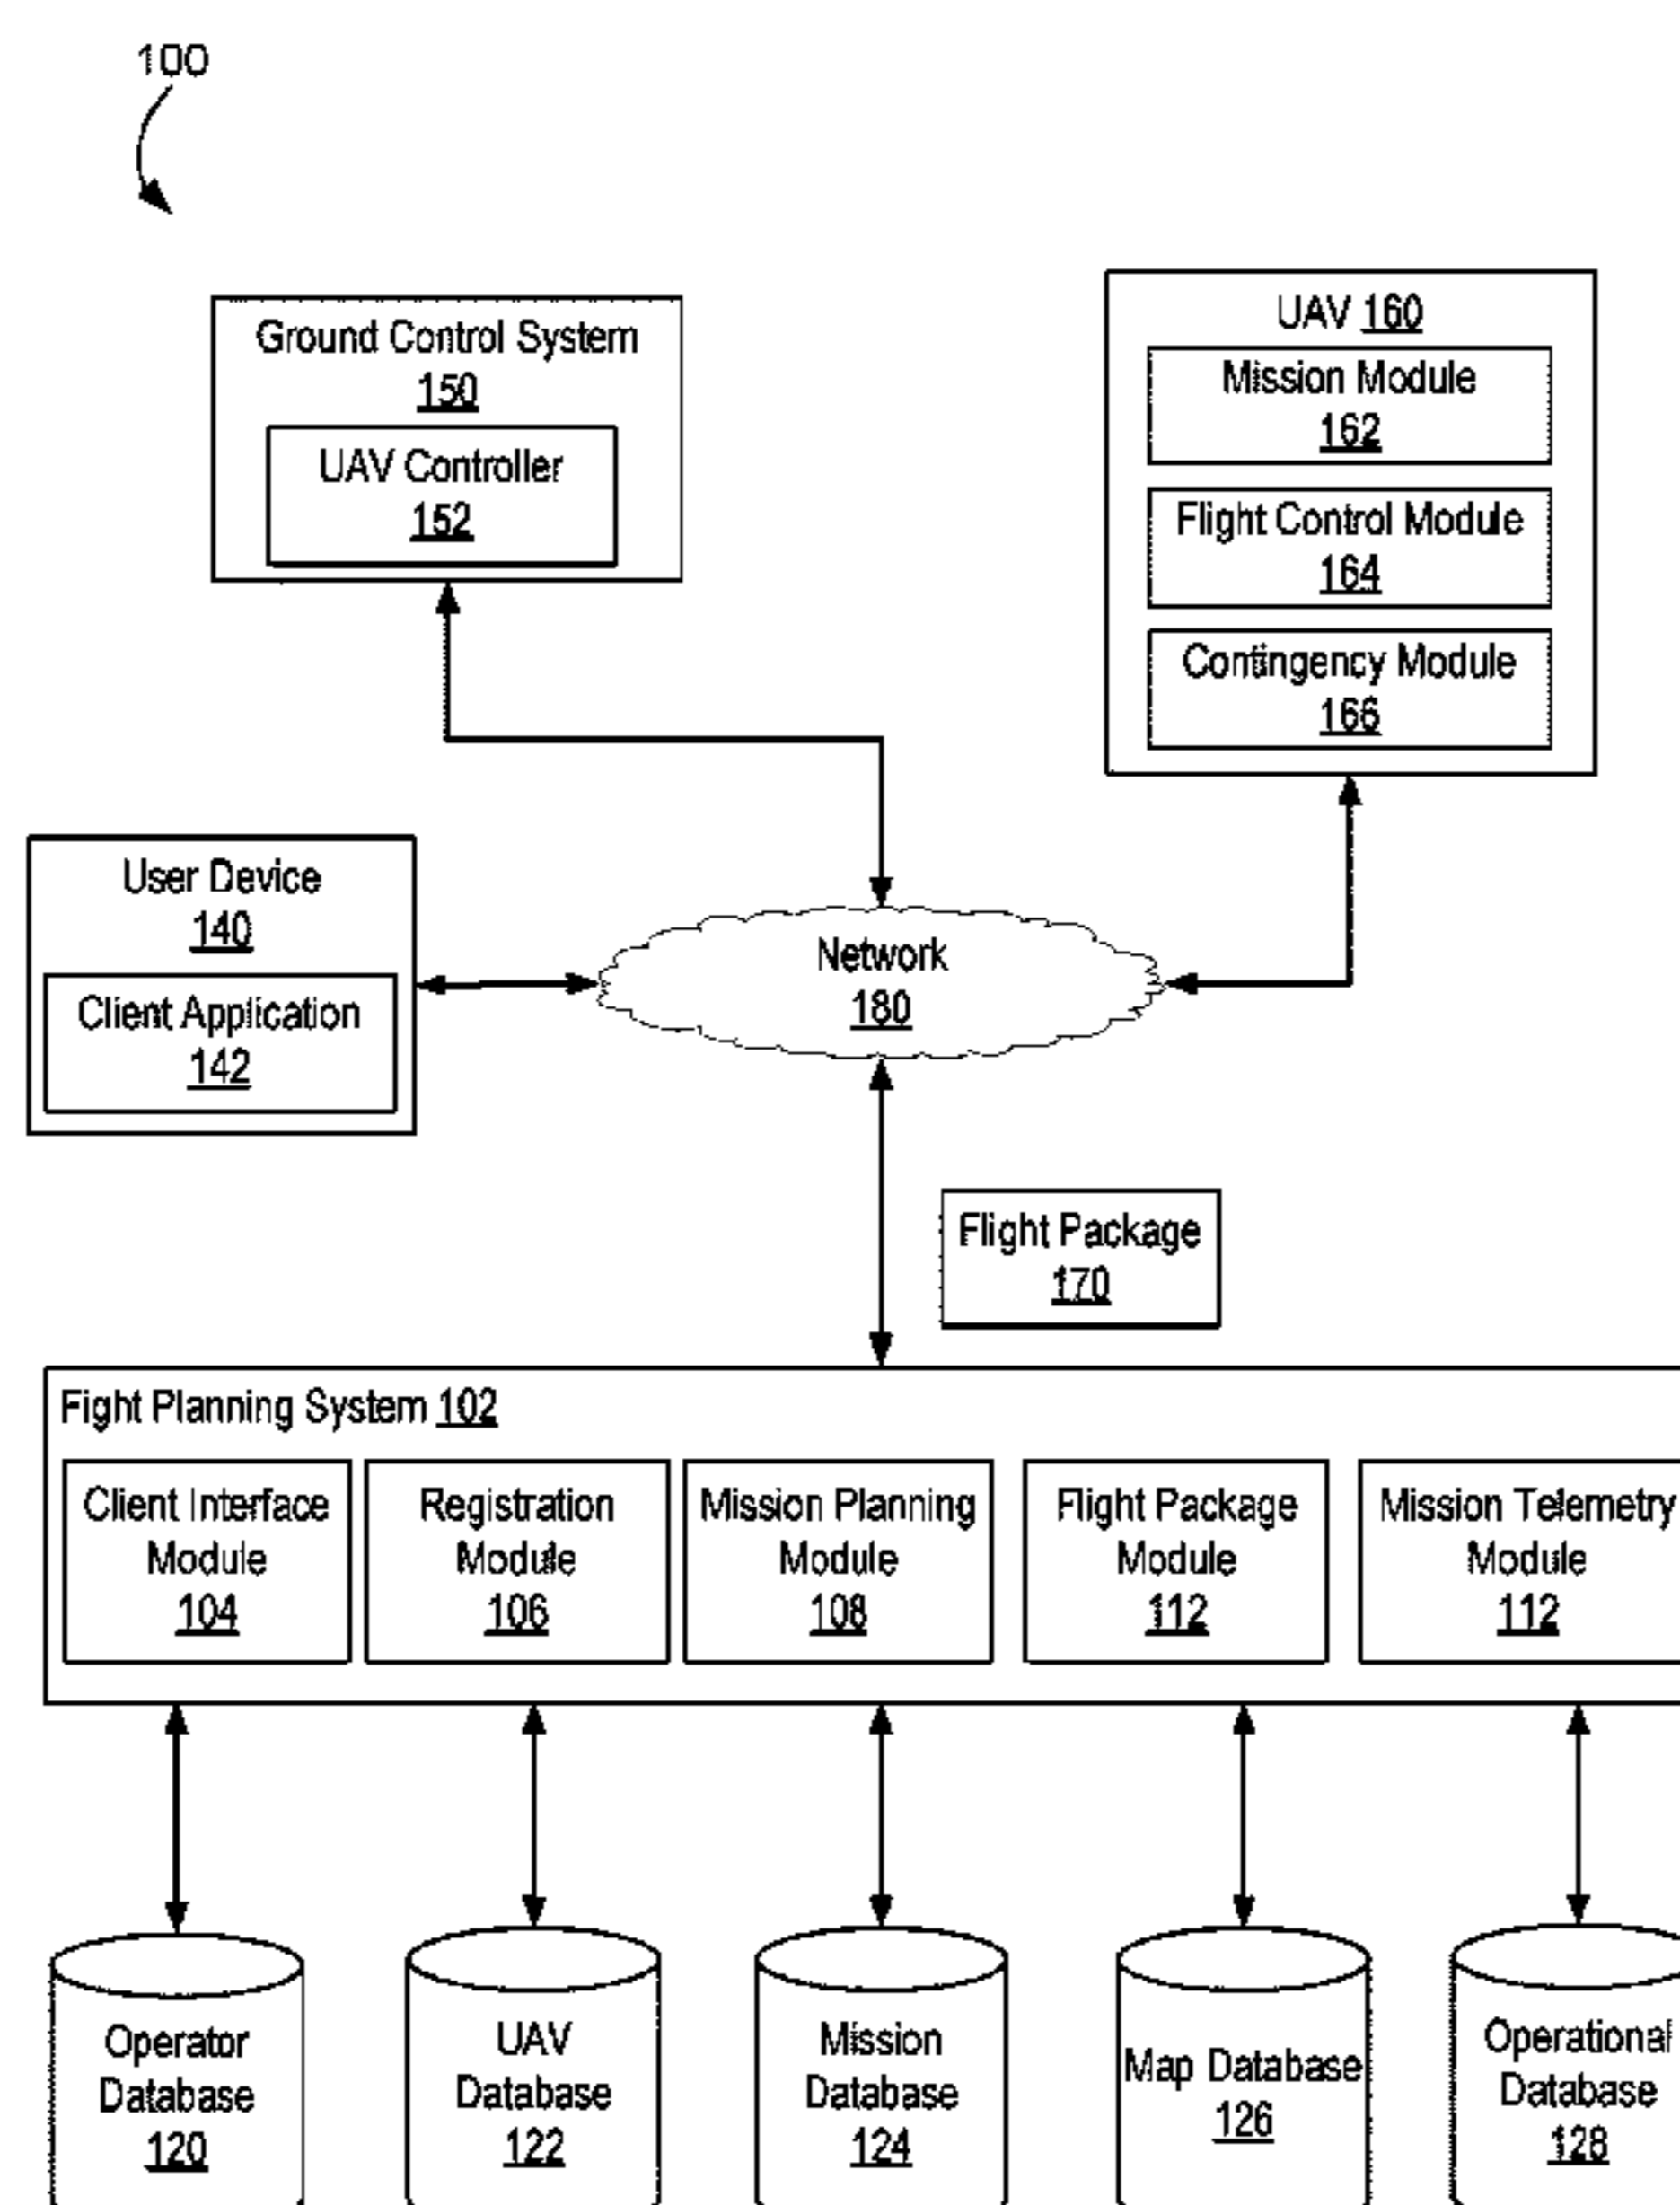 100
Ground Control System
150
UAV Controller
152
UAV 160
Mission Module
162
Flight Control Module
164
Contingency Module
166
User Device
140
Client Application
142
Network
180
Flight Package
170
Fight Planning System 102
Client Interface
Module
104
Registration
Module
106
Mission Planning
Module
108
Flight Package
Module
112
Mission Telemetry
Module
112
Operator
Database
120
UAV
Database
122
Mission
Database
124
Map Database
126
Operational
Database
128